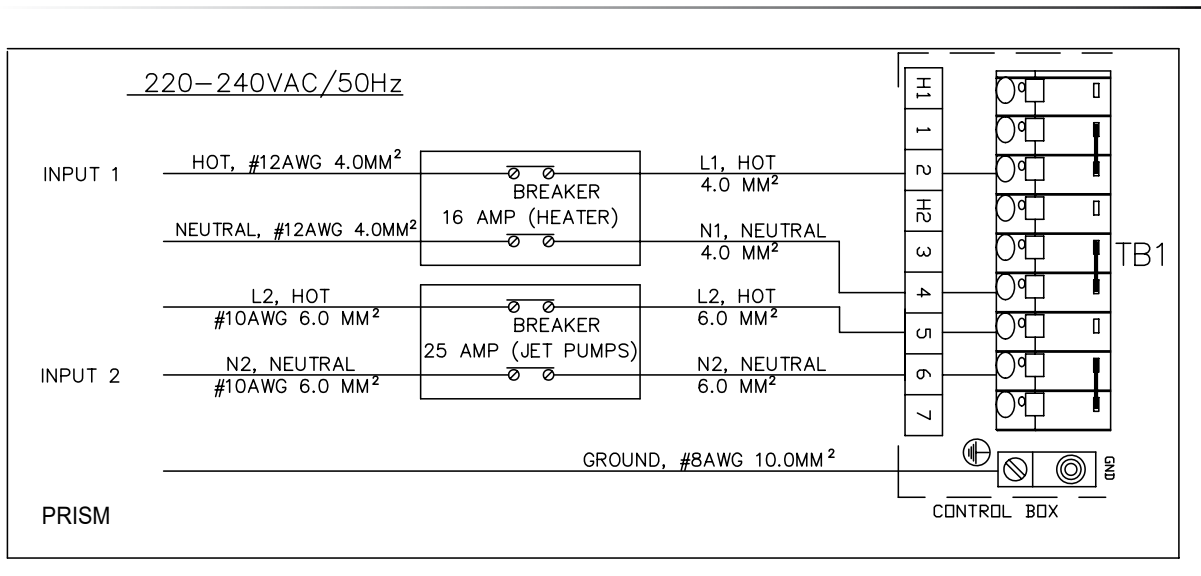 220-240VAC/50Hz
INPUT 1
HOT, #12AWG 4.0MM²
NEUTRAL, #12AWG 4.0MM²
BREAKER
16 AMP (HEATER)
L1, HOT
4.0 MM²
N1, NEUTRAL
4.0 MM²
INPUT 2
L2, HOT
#10AWG 6.0 MM²
N2, NEUTRAL
#10AWG 6.0 MM²
BREAKER
25 AMP (JET PUMPS)
L2, HOT
6.0 MM²
N2, NEUTRAL
6.0 MM²
GROUND, #8AWG 10.0MM²
H1
1
2
H2
3
4
5
6
7
TB1
GND
CONTROL BOX
PRISM